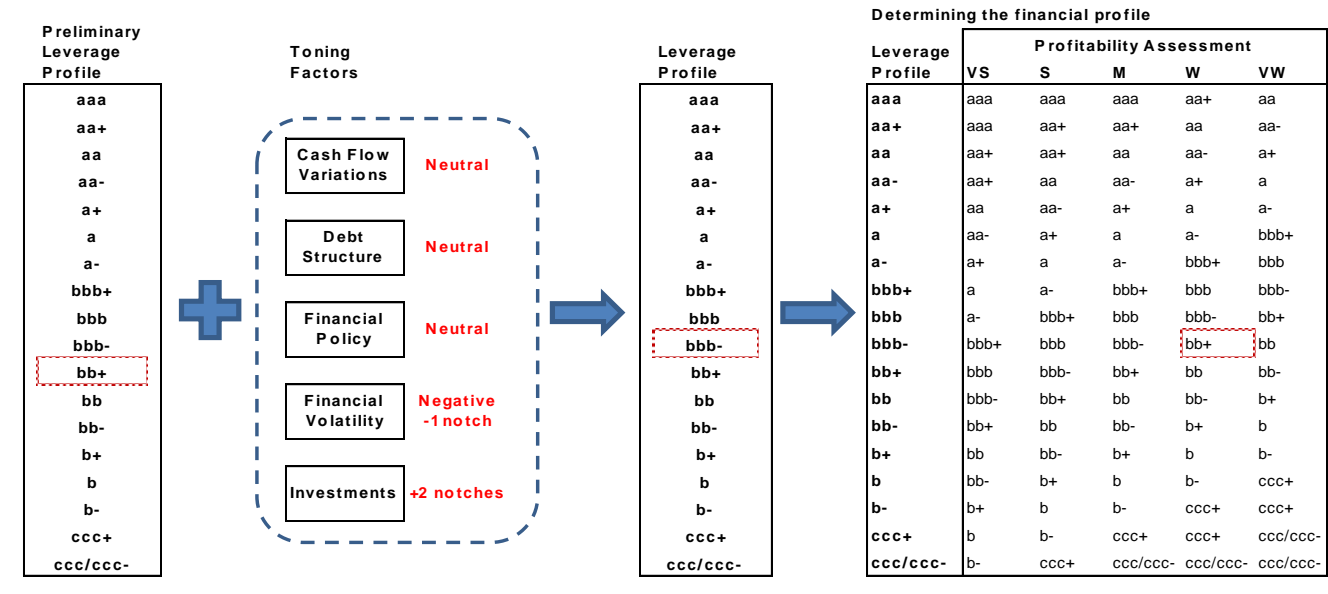 Preliminary
Leverage
Profile
aaa
aa+
aa
aa-
a+
a
a-
bbb+
bbb
bbb-
bb+
bb
bb-
b+
b
b-
ccc+
ccc/ccc-
Toning
Factors
Cash Flow
Variations
Neutral
Debt
Structure
Neutral
Financial
Policy
Neutral
Financial
Volatility
Negative
-1 notch
Investments
+2 notches
Leverage
Profile
aaa
aa+
aa
aa-
a+
a
a-
bbb+
bbb
bbb-
bb+
bb
bb-
b+
b
b-
ccc+
ccc/ccc-
Determining the financial profile
Leverage
Profile
Profitability Assessment
VS S M W VW
aaa aaa aaa aaa aa+ aa
aa+ aaa aa+ aa+ aa aa-
aa aa+ aa+ aa aa- a+
aa- aa+ aa aa- a+ a
a+ aa aa- a+ a a-
a aa- a+ a a- bbb+
a- a+ a a- bbb+ bbb
bbb+ a a- bbb+ bbb bbb-
bbb a- bbb+ bbb bbb- bb+
bbb- bbb+ bbb bbb- bb+ bb
bb+ bbb bbb- bb+ bb bb-
bb bbb- bb+ bb bb- b+
bb- bb+ bb bb- b+ b
b+ bb bb- b+ b b-
b bb- b+ b b- ccc+
b- b+ b b- ccc+ ccc+
ccc+ b b- ccc+ ccc+ ccc/ccc-
ccc/ccc- b- ccc+ ccc/ccc- ccc/ccc- ccc/ccc-